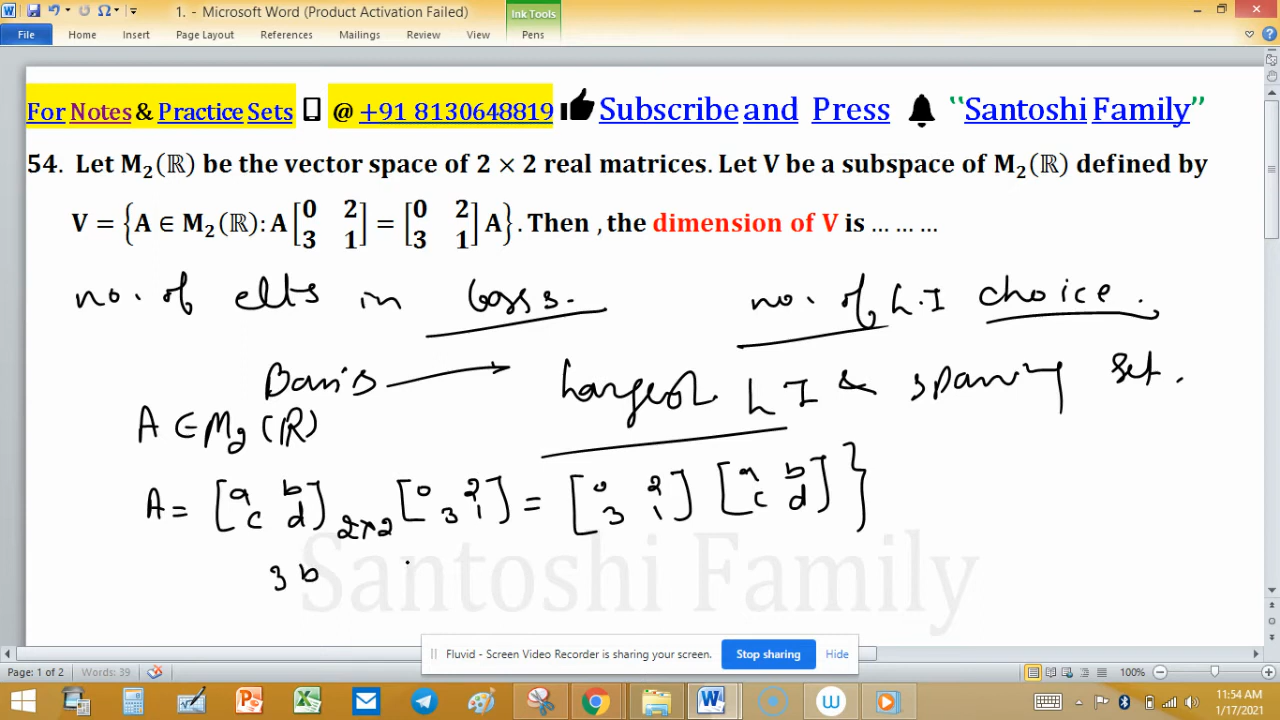 1. - Microsoft Word (Product Activation Failed)
Ink Tools
File Home Insert Page Layout References Mailings Review View Pens
For Notes & Practice Sets @ +91 8130648819 Subscribe and Press "Santoshi Family"
54. Let M₂(ℝ) be the vector space of 2 × 2 real matrices. Let V be a subspace of M₂(ℝ) defined by
V = {A ∈ M₂(ℝ): A [0 2; 3 1] = [0 2; 3 1] A}. Then , the dimension of V is … … …
no. of elts in no. of L.I choice.
Basis → Largest L I & spanning set.
A ∈ M₂(ℝ)
A = [a b; c d]₂ₓ₂ [0 2; 3 1] = [0 2; 3 1] [a b; c d] }
3 b
Santoshi Family
Fluvid - Screen Video Recorder is sharing your screen. Stop sharing Hide
Page: 1 of 2 Words: 39 100%
11:54 AM
1/17/2021